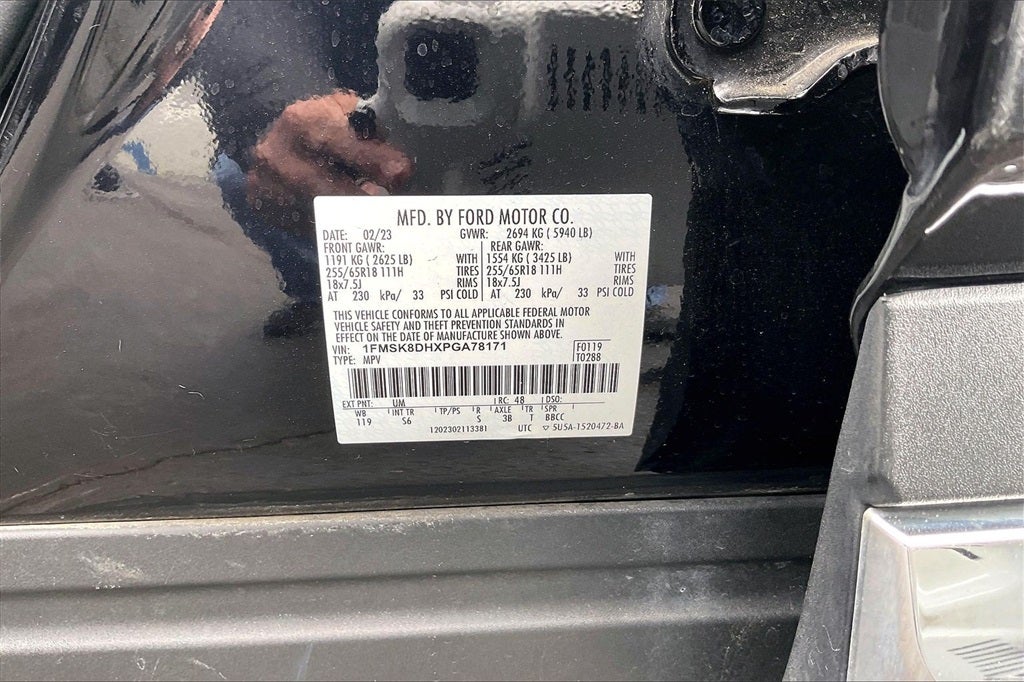 MFD. BY FORD MOTOR CO.
DATE: 02/23 GVWR: 2694 KG ( 5940 LB)
FRONT GAWR: REAR GAWR:
1191 KG ( 2625 LB) WITH 1554 KG ( 3425 LB) WITH
255/65R18 111H TIRES 255/65R18 111H TIRES
18x7.5J RIMS 18x7.5J RIMS
AT 230 kPa/ 33 PSI COLD AT 230 kPa/ 33 PSI COLD
THIS VEHICLE CONFORMS TO ALL APPLICABLE FEDERAL MOTOR
VEHICLE SAFETY AND THEFT PREVENTION STANDARDS IN
EFFECT ON THE DATE OF MANUFACTURE SHOWN ABOVE.
VIN: 1FMSK8DHXPGA78171 F0119
TYPE: MPV T0288
EXT PNT: UM RC: 48 DSO:
WB INT TR TP/PS R AXLE TR SPR
119 S6 S 3B T BBCC
1202302113381 UTC ▽ 5U5A-1520472-BA